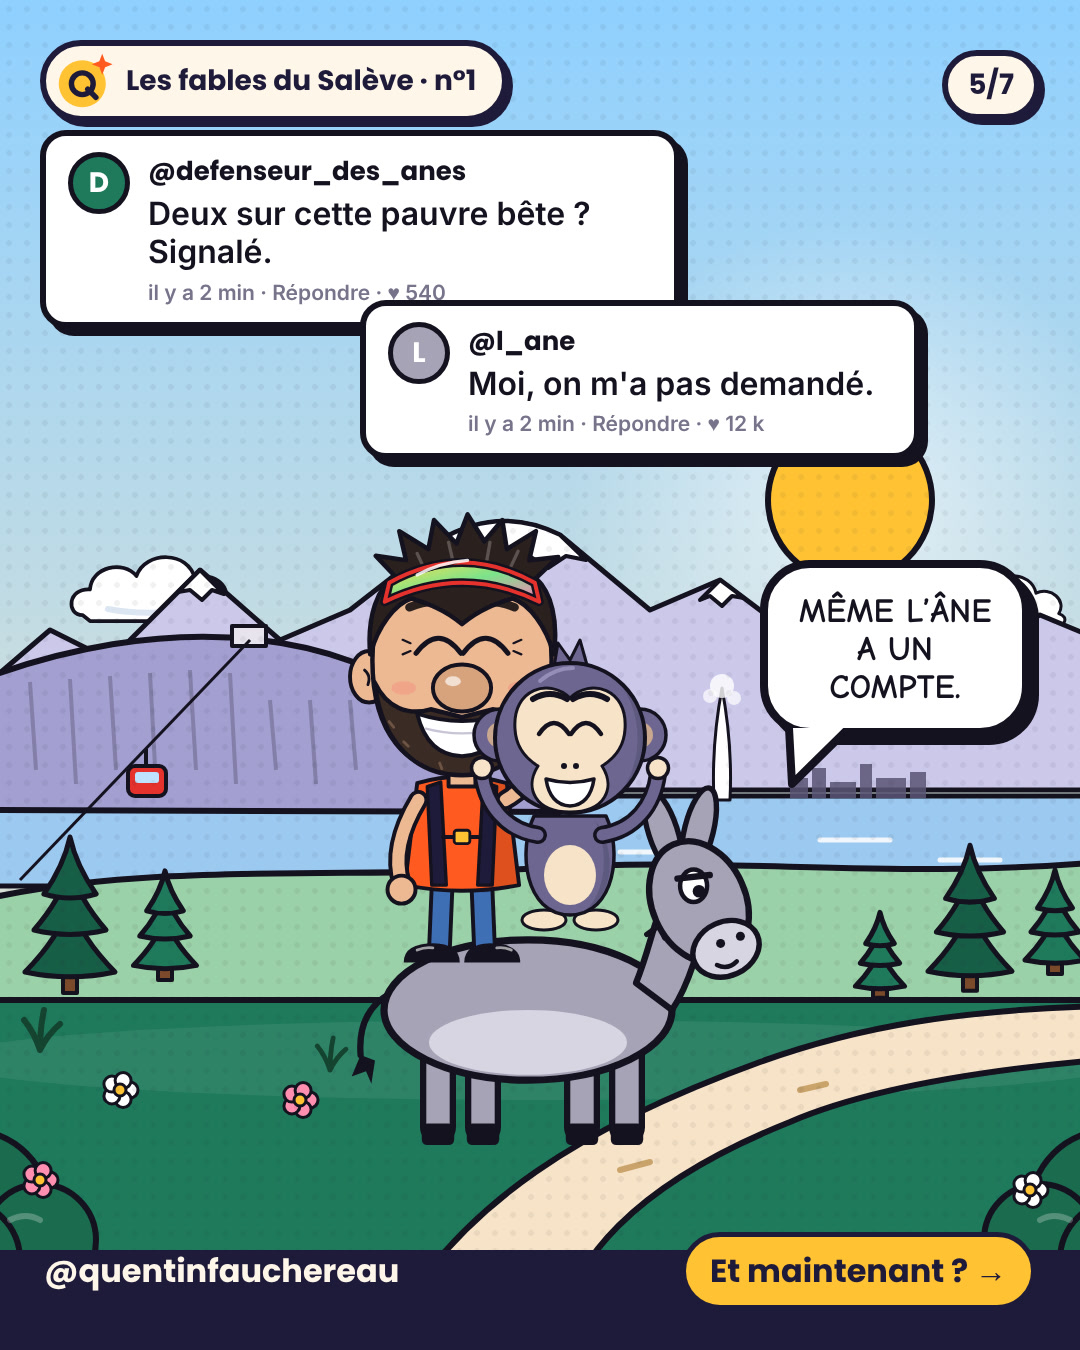 Q Les fables du Salève · n°1
5/7
D
@defenseur_des_anes
Deux sur cette pauvre bête ?
Signalé.
il y a 2 min · Répondre · ♥ 540
L
@l_ane
Moi, on m'a pas demandé.
il y a 2 min · Répondre · ♥ 12 k
MÊME L'ÂNE
A UN
COMPTE.
@quentinfauchereau
Et maintenant ? →